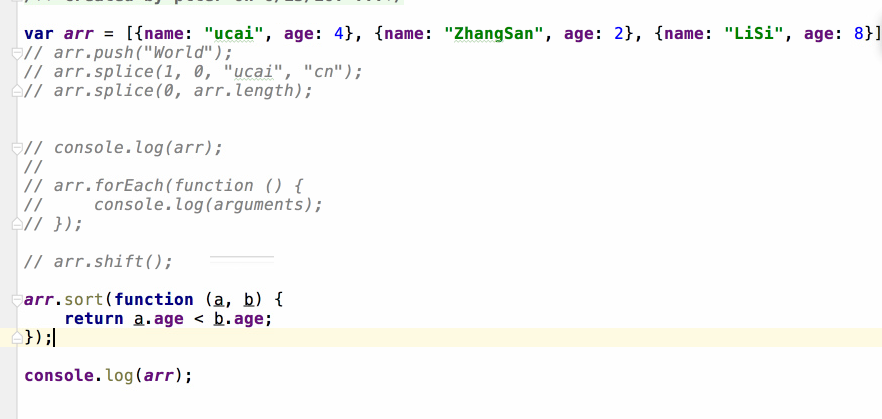 var arr = [{name: "ucai", age: 4}, {name: "ZhangSan", age: 2}, {name: "LiSi", age: 8}]
// arr.push("World");
// arr.splice(1, 0, "ucai", "cn");
// arr.splice(0, arr.length);
// console.log(arr);
//
// arr.forEach(function () {
//     console.log(arguments);
// });
// arr.shift();
arr.sort(function (a, b) {
    return a.age < b.age;
});
console.log(arr);